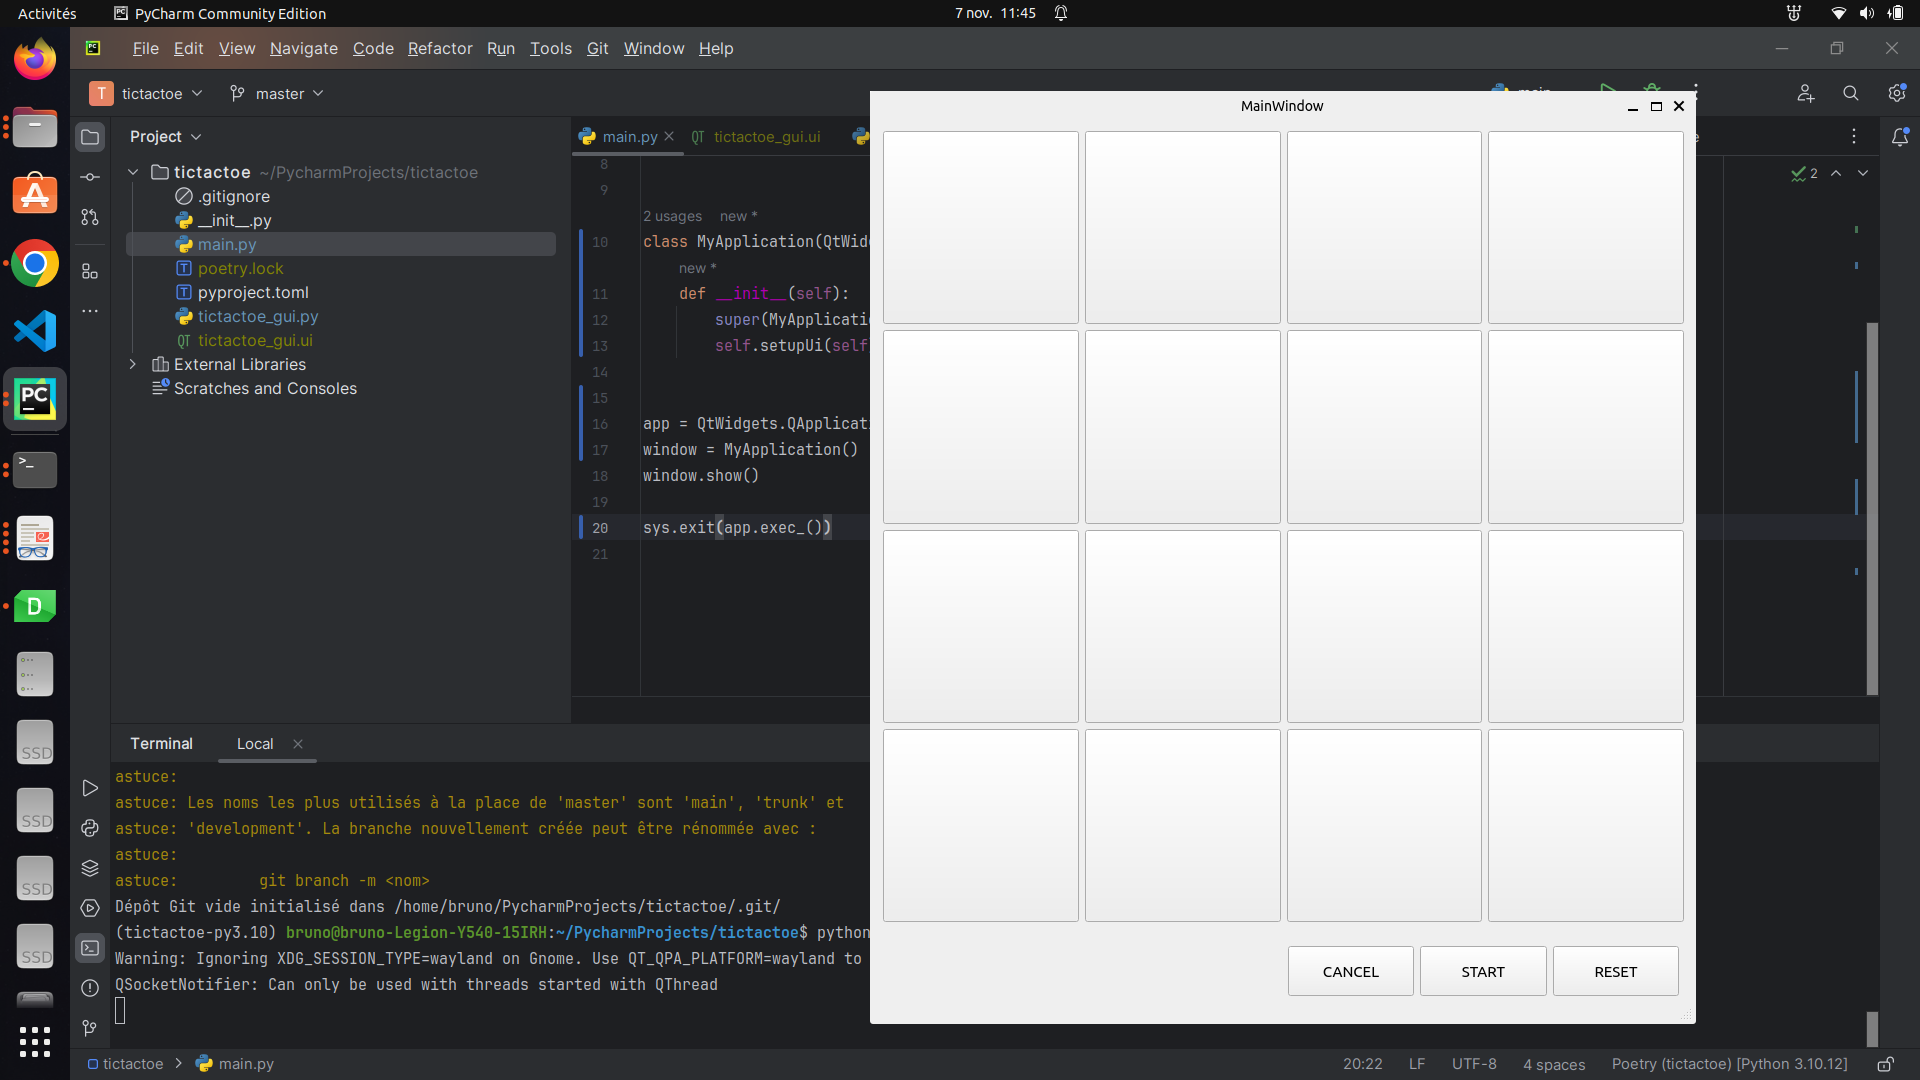 Activités
PyCharm Community Edition
7 nov. 11:45
File Edit View Navigate Code Refactor Run Tools Git Window Help
T tictactoe
master
MainWindow
Project
main.py
tictactoe_gui.ui
tictactoe ~/PycharmProjects/tictactoe
.gitignore
__init__.py
main.py
poetry.lock
pyproject.toml
tictactoe_gui.py
tictactoe_gui.ui
External Libraries
Scratches and Consoles
2
8
9
2 usages new *
10 class MyApplication(QtWid
new *
11 def __init__(self):
12 super(MyApplicati
13 self.setupUi(self
14
15
16 app = QtWidgets.QApplicat
17 window = MyApplication()
18 window.show()
19
20 sys.exit(app.exec_())
21
Terminal Local
astuce:
astuce: Les noms les plus utilisés à la place de 'master' sont 'main', 'trunk' et
astuce: 'development'. La branche nouvellement créée peut être rénommée avec :
astuce:
astuce: git branch -m <nom>
Dépôt Git vide initialisé dans /home/bruno/PycharmProjects/tictactoe/.git/
(tictactoe-py3.10) bruno@bruno-Legion-Y540-15IRH:~/PycharmProjects/tictactoe$ python
Warning: Ignoring XDG_SESSION_TYPE=wayland on Gnome. Use QT_QPA_PLATFORM=wayland to
QSocketNotifier: Can only be used with threads started with QThread
CANCEL START RESET
SSD
SSD
SSD
SSD
tictactoe > main.py
20:22 LF UTF-8 4 spaces Poetry (tictactoe) [Python 3.10.12]